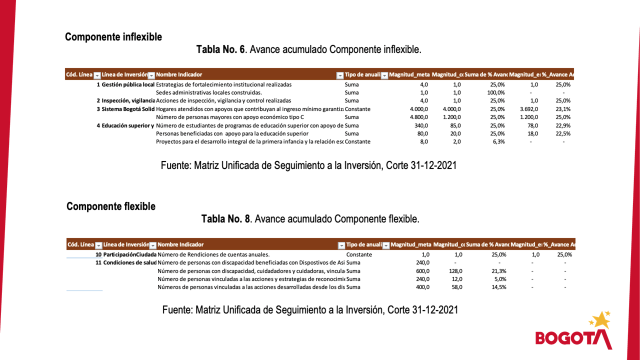 Componente inflexible
Tabla No. 6. Avance acumulado Componente inflexible.
Cód. Línea Línea de Inversión Nombre Indicador Tipo de anuali Magnitud_meta Magnitud_c Suma de % Avan Magnitud_e %_Avance Ac
1 Gestión pública local Estrategias de fortalecimiento institucional realizadas Suma 4,0 1,0 25,0% 1,0 25,0%
Sedes administrativas locales construidas. Suma 1,0 1,0 100,0% - -
2 Inspección, vigilancia Acciones de inspección, vigilancia y control realizadas Suma 4,0 1,0 25,0% 1,0 25,0%
3 Sistema Bogotá Solid Hogares atendidos con apoyos que contribuyan al ingreso mínimo garantiz Constante 4.000,0 4.000,0 25,0% 3.692,0 23,1%
Número de personas mayores con apoyo económico tipo C Constante 4.800,0 1.200,0 25,0% 1.200,0 25,0%
4 Educación superior y Número de estudiantes de programas de educación superior con apoyo de Suma 340,0 85,0 25,0% 78,0 22,9%
Personas beneficiadas con apoyo para la educación superior Suma 80,0 20,0 25,0% 18,0 22,5%
Proyectos para el desarrollo integral de la primera infancia y la relación es Constante 8,0 2,0 6,3% - -
Fuente: Matriz Unificada de Seguimiento a la Inversión, Corte 31-12-2021
Componente flexible
Tabla No. 8. Avance acumulado Componente flexible.
Cód. Línea Línea de Inversión Nombre Indicador Tipo de anuali Magnitud_meta Magnitud_c Suma de % Avan Magnitud_e %_Avance Ac
10 ParticipaciónCiudada Número de Rendiciones de cuentas anuales. Constante 1,0 1,0 25,0% 1,0 25,0%
11 Condiciones de salud Número de personas con discapacidad beneficiadas con Dispositivos de Asi Suma 240,0 - - - -
Número de personas con discapacidad, cuidadadores y cuidadoras, vincula Suma 600,0 128,0 21,3% - -
Número de personas vinculadas a las acciones y estrategias de reconocimi Suma 240,0 12,0 5,0% - -
Números de personas vinculadas a las acciones desarrolladas desde los dis Suma 400,0 58,0 14,5% - -
Fuente: Matriz Unificada de Seguimiento a la Inversión, Corte 31-12-2021
BOGOTÁ